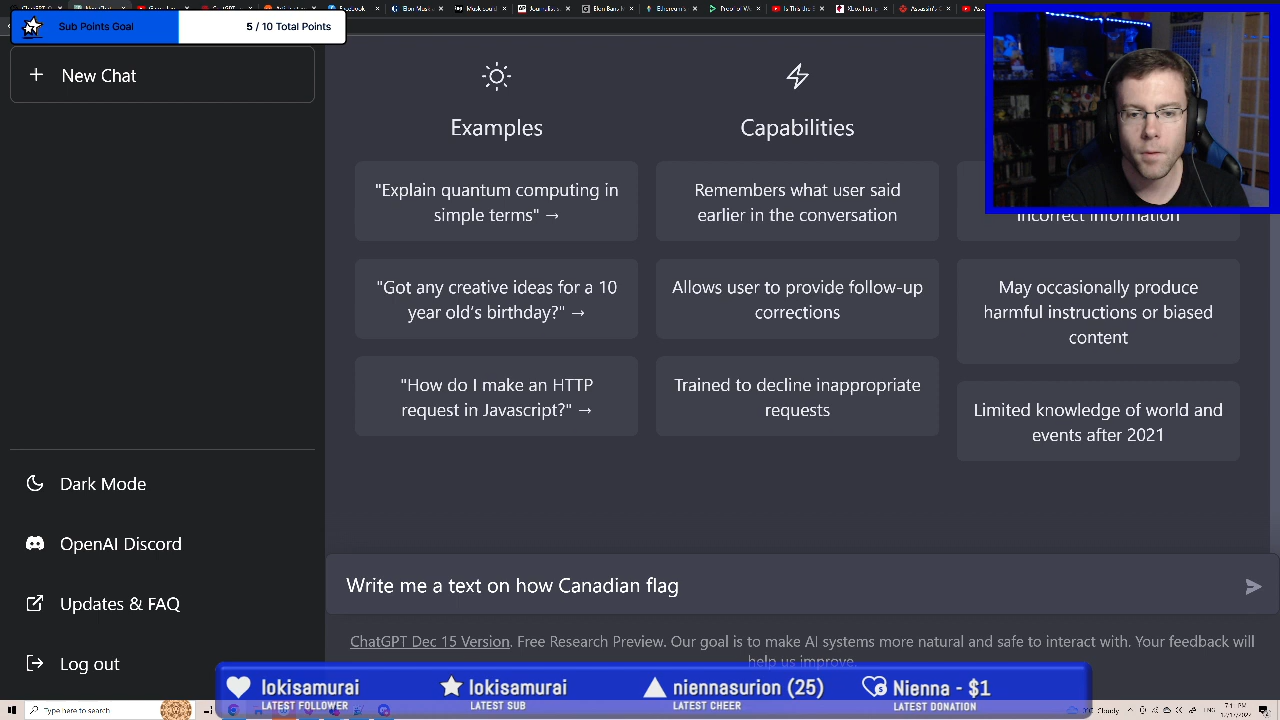 Sub Points Goal
5 / 10 Total Points
New Chat
Examples
Capabilities
"Explain quantum computing in
simple terms" →
Remembers what user said
earlier in the conversation
incorrect information
"Got any creative ideas for a 10
year old's birthday?" →
Allows user to provide follow-up
corrections
May occasionally produce
harmful instructions or biased
content
"How do I make an HTTP
request in Javascript?" →
Trained to decline inappropriate
requests
Limited knowledge of world and
events after 2021
Dark Mode
OpenAI Discord
Updates & FAQ
Log out
Write me a text on how Canadian flag
ChatGPT Dec 15 Version. Free Research Preview. Our goal is to make AI systems more natural and safe to interact with. Your feedback will
help us improve.
lokisamurai
LATEST FOLLOWER
lokisamurai
LATEST SUB
niennasurion (25)
LATEST CHEER
Nienna - $1
LATEST DONATION
Type here to search